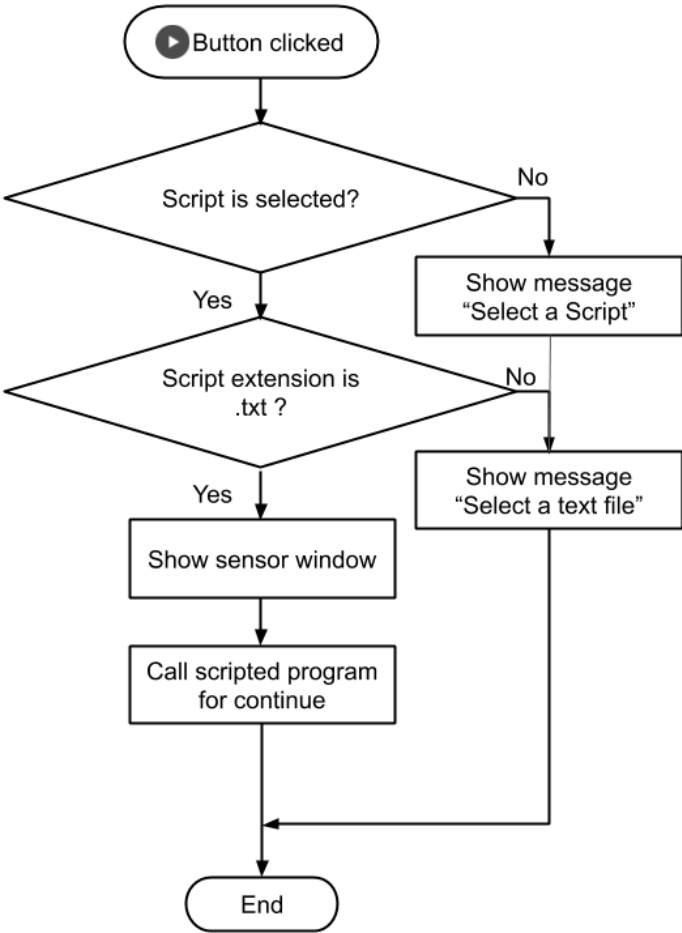 Button clicked
Script is selected?
No
Show message
“Select a Script”
Yes
Script extension is
.txt ?
No
Show message
“Select a text file”
Yes
Show sensor window
Call scripted program
for continue
End